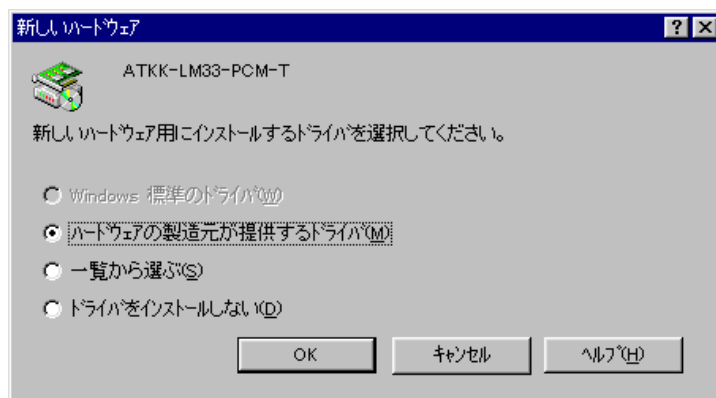 新しいハードウェア
ATKK-LM33-PCM-T
新しいハードウェア用にインストールするドライバを選択してください。
Windows 標準のドライバ(W)
ハードウェアの製造元が提供するドライバ(M)
一覧から選ぶ(S)
ドライバをインストールしない(D)
OK キャンセル ヘルプ(H)